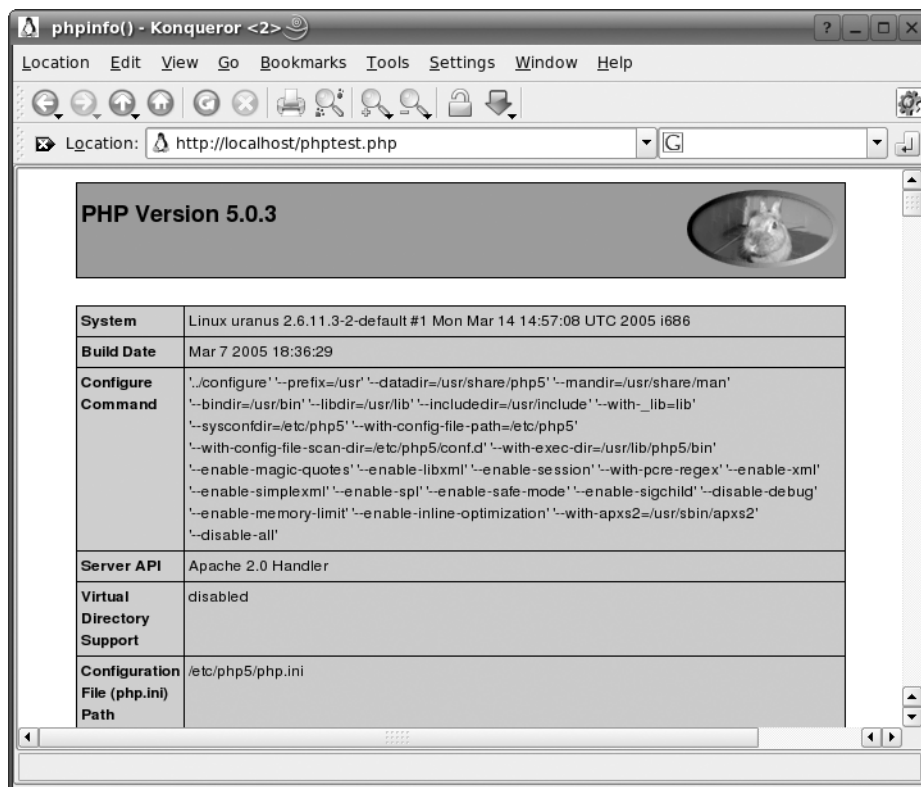 phpinfo() - Konqueror <2>
?
Location Edit View Go Bookmarks Tools Settings Window Help
Location: http://localhost/phptest.php G
PHP Version 5.0.3
System Linux uranus 2.6.11.3-2-default #1 Mon Mar 14 14:57:08 UTC 2005 i686
Build Date Mar 7 2005 18:36:29
Configure '../configure' '--prefix=/usr' '--datadir=/usr/share/php5' '--mandir=/usr/share/man'
Command '--bindir=/usr/bin' '--libdir=/usr/lib' '--includedir=/usr/include' '--with-_lib=lib'
'--sysconfdir=/etc/php5' '--with-config-file-path=/etc/php5'
'--with-config-file-scan-dir=/etc/php5/conf.d' '--with-exec-dir=/usr/lib/php5/bin'
'--enable-magic-quotes' '--enable-libxml' '--enable-session' '--with-pcre-regex' '--enable-xml'
'--enable-simplexml' '--enable-spl' '--enable-safe-mode' '--enable-sigchild' '--disable-debug'
'--enable-memory-limit' '--enable-inline-optimization' '--with-apxs2=/usr/sbin/apxs2'
'--disable-all'
Server API Apache 2.0 Handler
Virtual disabled
Directory
Support
Configuration /etc/php5/php.ini
File (php.ini)
Path